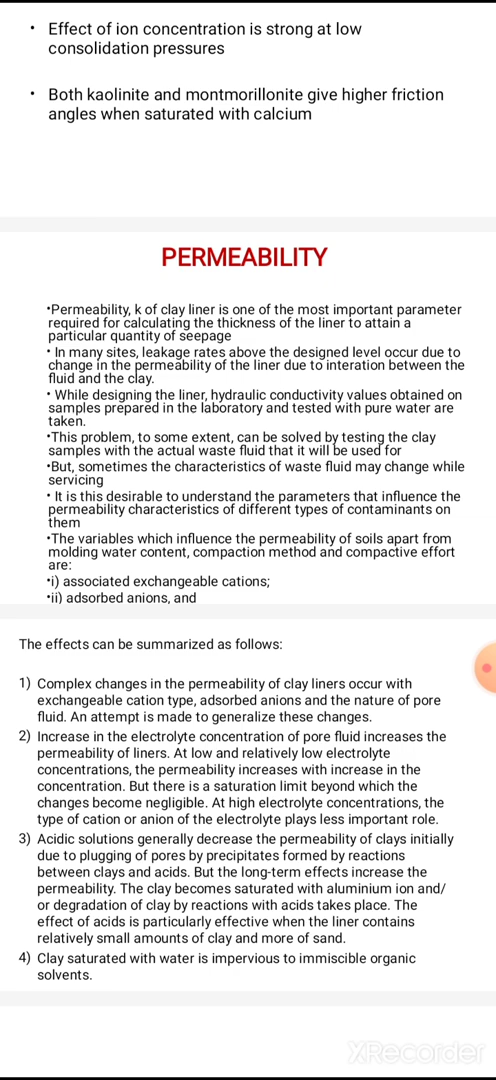 • Effect of ion concentration is strong at low
consolidation pressures
• Both kaolinite and montmorillonite give higher friction
angles when saturated with calcium
PERMEABILITY
•Permeability, k of clay liner is one of the most important parameter
required for calculating the thickness of the liner to attain a
particular quantity of seepage
• In many sites, leakage rates above the designed level occur due to
change in the permeability of the liner due to interation between the
fluid and the clay.
• While designing the liner, hydraulic conductivity values obtained on
samples prepared in the laboratory and tested with pure water are
taken.
•This problem, to some extent, can be solved by testing the clay
samples with the actual waste fluid that it will be used for
•But, sometimes the characteristics of waste fluid may change while
servicing
• It is this desirable to understand the parameters that influence the
permeability characteristics of different types of contaminants on
them
•The variables which influence the permeability of soils apart from
molding water content, compaction method and compactive effort
are:
•i) associated exchangeable cations;
•ii) adsorbed anions, and
The effects can be summarized as follows:
1) Complex changes in the permeability of clay liners occur with
exchangeable cation type, adsorbed anions and the nature of pore
fluid. An attempt is made to generalize these changes.
2) Increase in the electrolyte concentration of pore fluid increases the
permeability of liners. At low and relatively low electrolyte
concentrations, the permeability increases with increase in the
concentration. But there is a saturation limit beyond which the
changes become negligible. At high electrolyte concentrations, the
type of cation or anion of the electrolyte plays less important role.
3) Acidic solutions generally decrease the permeability of clays initially
due to plugging of pores by precipitates formed by reactions
between clays and acids. But the long-term effects increase the
permeability. The clay becomes saturated with aluminium ion and/
or degradation of clay by reactions with acids takes place. The
effect of acids is particularly effective when the liner contains
relatively small amounts of clay and more of sand.
4) Clay saturated with water is impervious to immiscible organic
solvents.
XRecorder